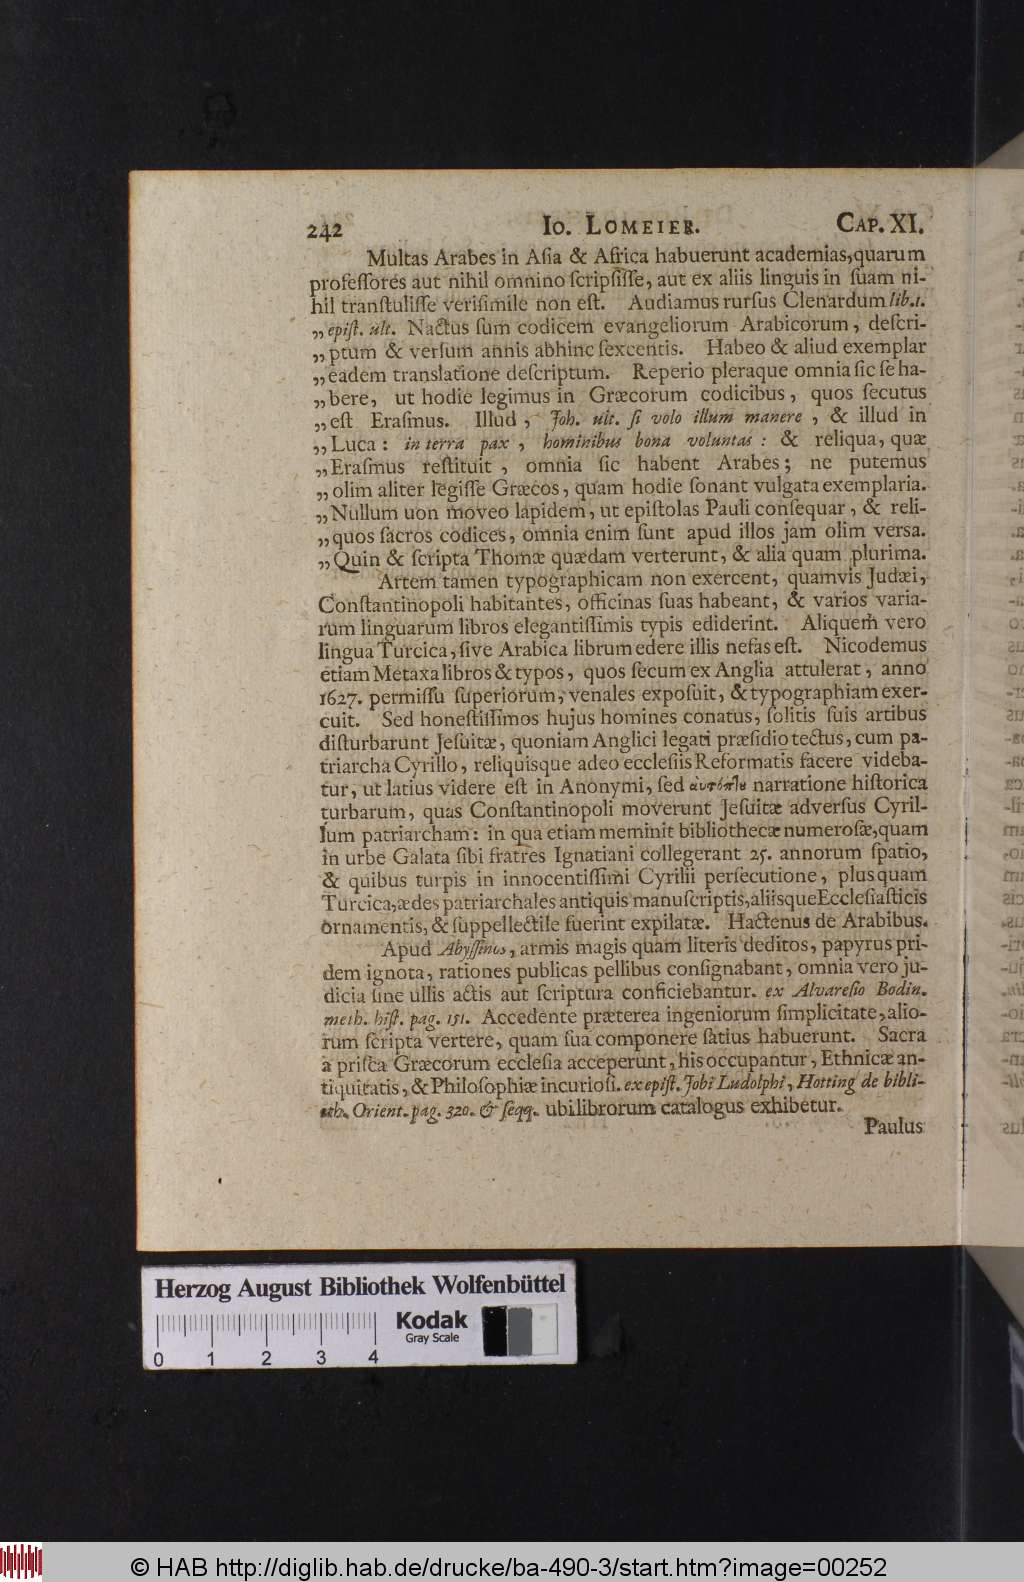 242 Io. Lomeier. Cap. XI.
Multas Arabes in Aſia & Africa habuerunt academias,quarum
profeſſores aut nihil omnino ſcripſiſſe, aut ex aliis linguis in ſuam ni-
hil tranſtuliſſe veriſimile non eſt. Audiamus rurſus Clenardum lib.1.
„epiſt. ult. Nactus ſum codicem evangeliorum Arabicorum, deſcri-
„ptum & verſum annis abhinc ſexcentis. Habeo & aliud exemplar
„eadem translatione deſcriptum. Reperio pleraque omnia ſic ſe ha-
„bere, ut hodie legimus in Græcorum codicibus, quos ſecutus
„eſt Eraſmus. Illud, Joh. ult. ſi volo illum manere, & illud in
„Luca: in terra pax, hominibus bona voluntas: & reliqua, quæ
„Eraſmus reſtituit, omnia ſic habent Arabes; ne putemus
„olim aliter legiſſe Græcos, quam hodie ſonant vulgata exemplaria.
„Nullum uon moveo lapidem, ut epiſtolas Pauli conſequar, & reli-
„quos ſacros codices, omnia enim ſunt apud illos jam olim versa.
„Quin & ſcripta Thomæ quædam verterunt, & alia quam plurima.
Artem tamen typographicam non exercent, quamvis Judæi,
Conſtantinopoli habitantes, officinas ſuas habeant, & varios varia-
rum linguarum libros elegantiſſimis typis ediderint. Aliquem vero
lingua Turcica, ſive Arabica librum edere illis nefas eſt. Nicodemus
etiam Metaxa libros & typos, quos ſecum ex Anglia attulerat, anno
1627. permiſſu ſuperiorum, venales expoſuit, & typographiam exer-
cuit. Sed honeſtiſſimos hujus homines conatus, ſolitis ſuis artibus
diſturbarunt Jeſuitæ, quoniam Anglici legati præſidio tectus, cum pa-
triarcha Cyrillo, reliquisque adeo eccleſiis Reformatis facere videba-
tur, ut latius videre eſt in Anonymi, ſed narratione hiſtorica
turbarum, quas Conſtantinopoli moverunt Jeſuitæ adverſus Cyril-
lum patriarcham: in qua etiam meminit bibliothecæ numeroſæ,quam
in urbe Galata ſibi fratres Ignatiani collegerant 25. annorum ſpatio,
& quibus turpis in innocentiſſimi Cyrilii perſecutione, plusquam
Turcica,ædes patriarchales antiquis manuſcriptis,aliisque Eccleſiaſticis
ornamentis, & ſuppellectile fuerint expilatæ. Hactenus de Arabibus.
Apud Abyſſinos, armis magis quam literis deditos, papyrus pri-
dem ignota, rationes publicas pellibus conſignabant, omnia vero ju-
dicia ſine ullis actis aut ſcriptura conficiebantur. ex Alvareſio Bodin.
meth. hiſt. pag. 151. Accedente præterea ingeniorum ſimplicitate,alio-
rum ſcripta vertere, quam ſua componere ſatius habuerunt. Sacra
a priſca Græcorum eccleſia acceperunt, his occupantur, Ethnicæ an-
tiquitatis, & Philoſophiæ incurioſi. ex epiſt. Jobi Ludolphi, Hotting de bibli-
oth. Orient. pag. 320. & ſeqq. ubi librorum catalogus exhibetur.
Paulus
Herzog August Bibliothek Wolfenbüttel
Kodak
Gray Scale
0 1 2 3 4
© HAB http://diglib.hab.de/drucke/ba-490-3/start.htm?image=00252